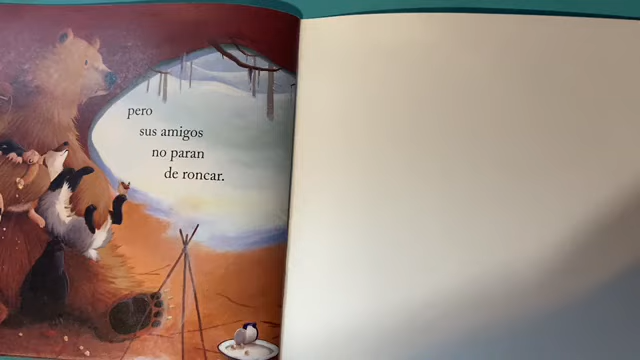 pero
sus amigos
no paran
de roncar.